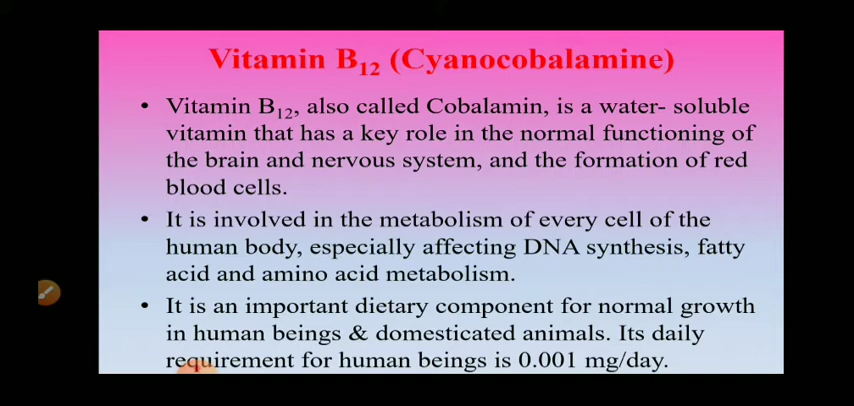 Vitamin B₁₂ (Cyanocobalamine)
• Vitamin B₁₂, also called Cobalamin, is a water- soluble
vitamin that has a key role in the normal functioning of
the brain and nervous system, and the formation of red
blood cells.
• It is involved in the metabolism of every cell of the
human body, especially affecting DNA synthesis, fatty
acid and amino acid metabolism.
• It is an important dietary component for normal growth
in human beings & domesticated animals. Its daily
requirement for human beings is 0.001 mg/day.